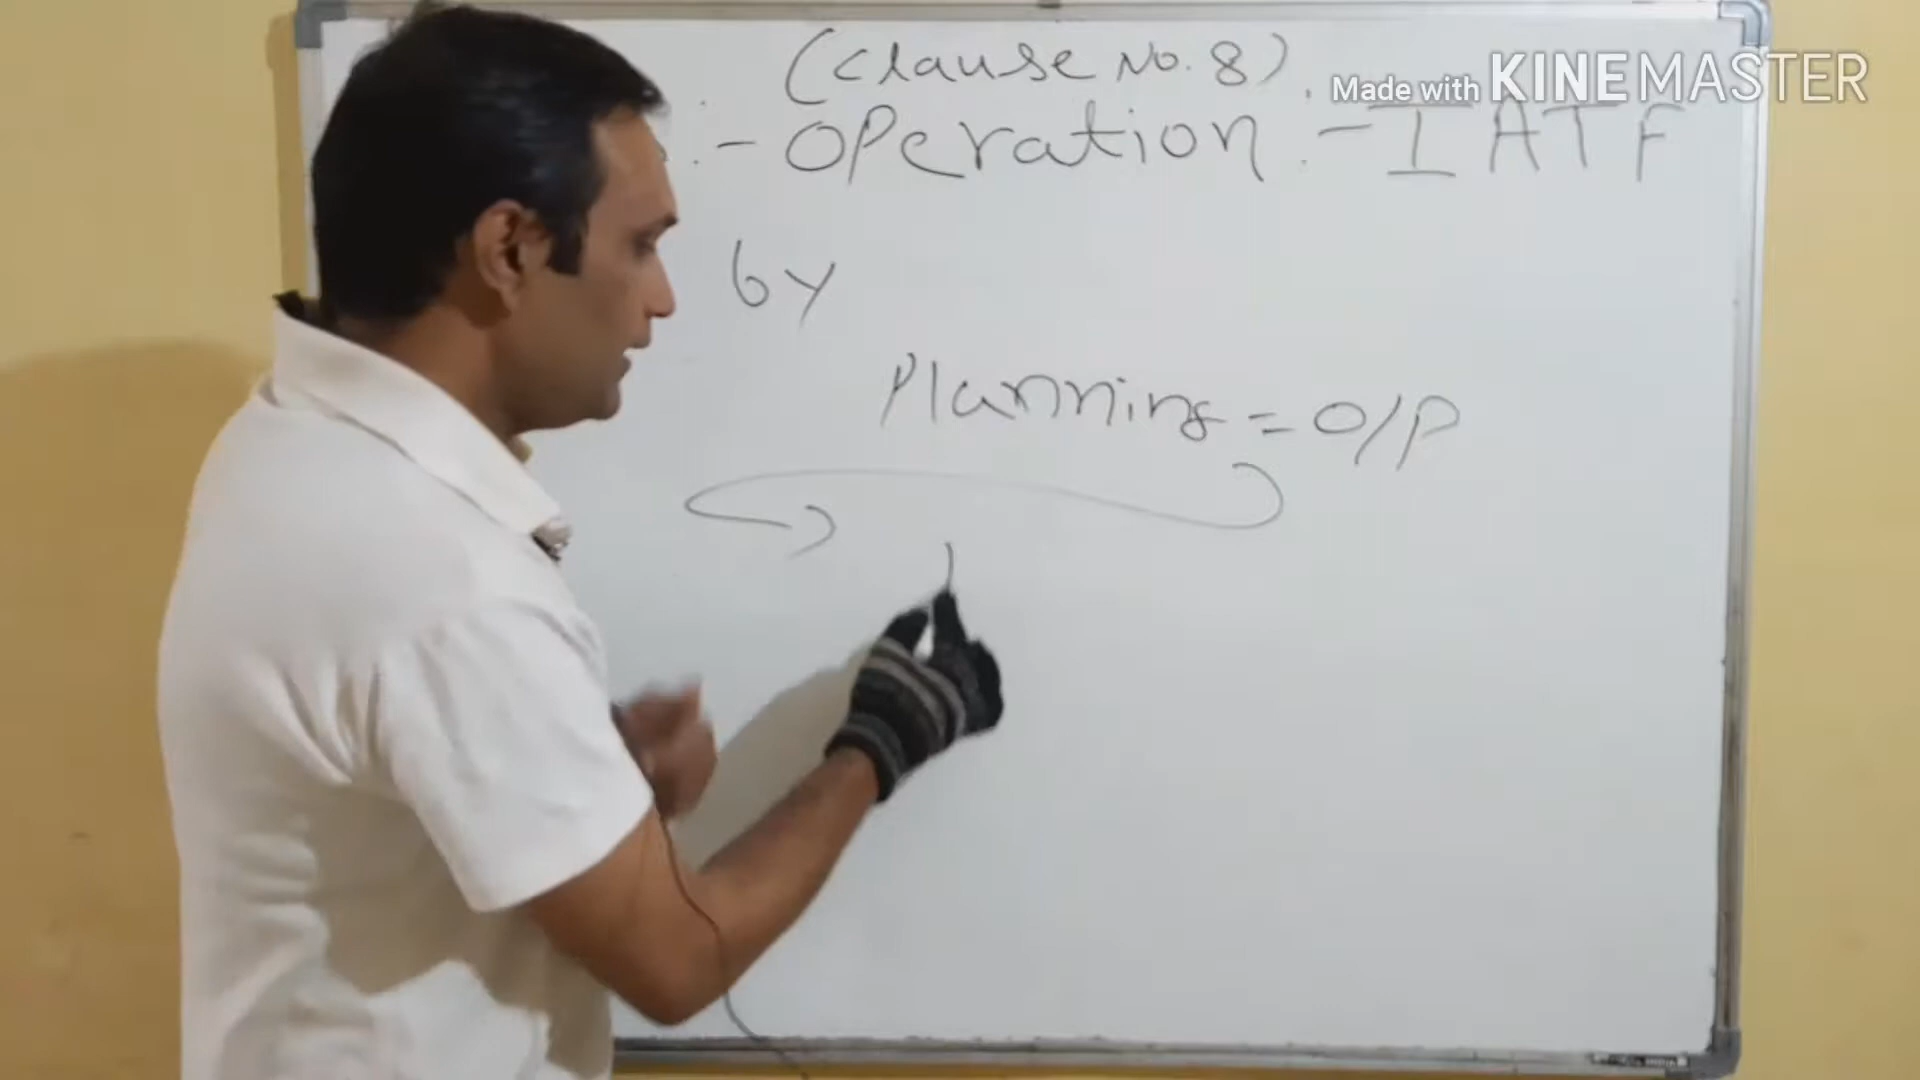 (Clause No. 8).
Made with KINEMASTER
:- Operation :- IATF
by
Planning = O/P